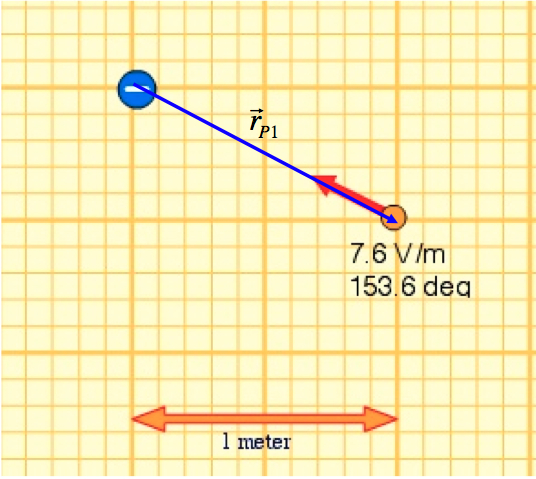 r⃗P1
7.6 V/m
153.6 deg
1 meter